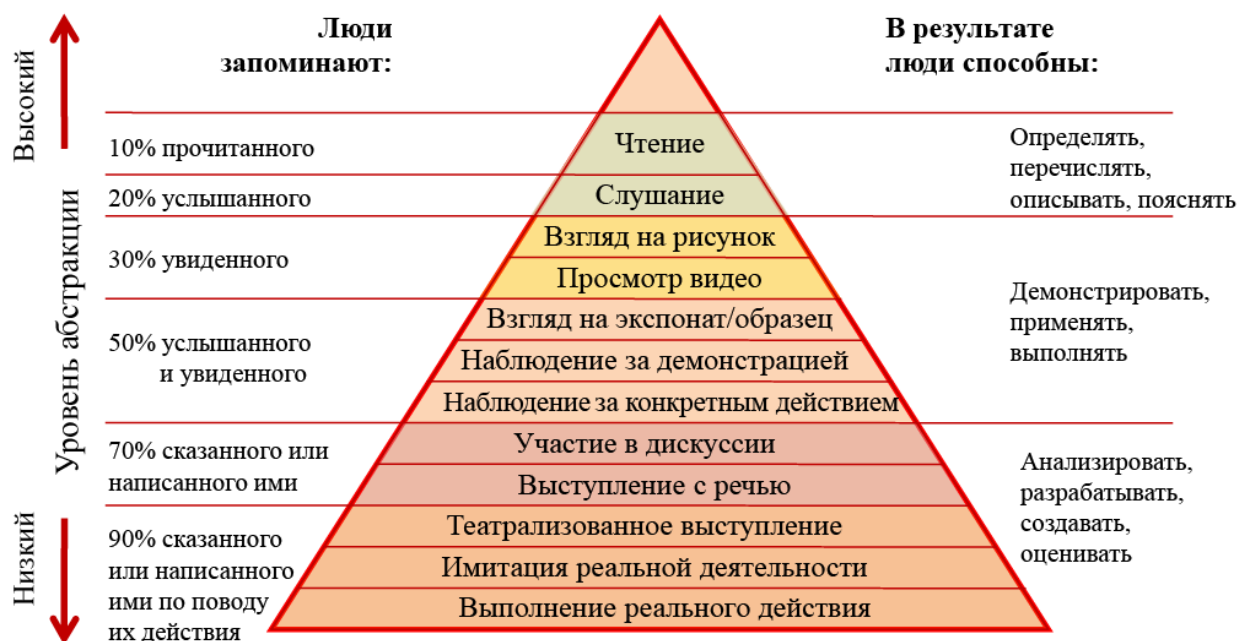 Высокий
Уровень абстракции
Низкий
Люди
запоминают:
В результате
люди способны:
10% прочитанного
Чтение
Определять,
перечислять,
описывать, пояснять
20% услышанного
Слушание
30% увиденного
Взгляд на рисунок
Просмотр видео
Демонстрировать,
применять,
выполнять
50% услышанного
и увиденного
Взгляд на экспонат/образец
Наблюдение за демонстрацией
Наблюдение за конкретным действием
70% сказанного или
написанного ими
Участие в дискуссии
Выступление с речью
Анализировать,
разрабатывать,
создавать,
оценивать
90% сказанного
или написанного
ими по поводу
их действия
Театрализованное выступление
Имитация реальной деятельности
Выполнение реального действия